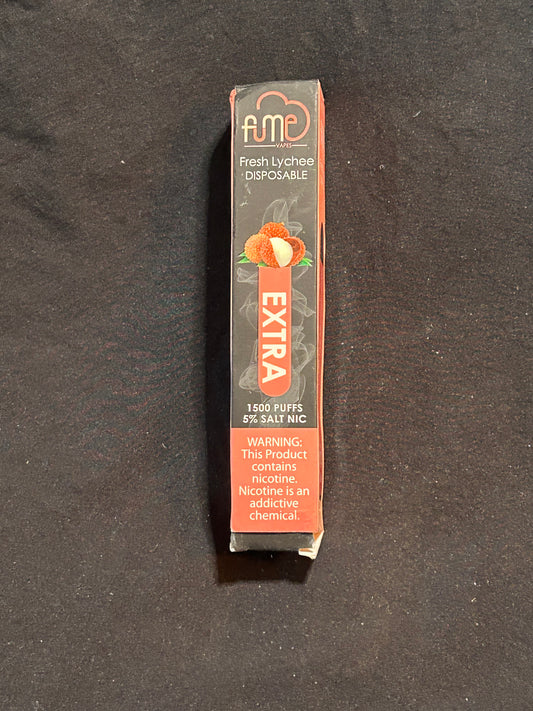 fume
VAPES
Fresh Lychee
DISPOSABLE
EXTRA
1500 PUFFS
5% SALT NIC
WARNING:
This Product
contains
nicotine.
Nicotine is an
addictive
chemical.